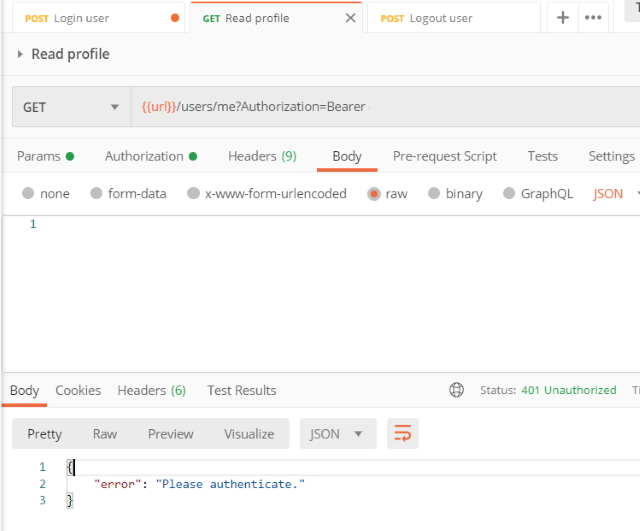 POST Login user GET Read profile POST Logout user
Read profile
GET {{url}}/users/me?Authorization=Bearer
Params Authorization Headers (9) Body Pre-request Script Tests Settings
none form-data x-www-form-urlencoded raw binary GraphQL JSON
1
Body Cookies Headers (6) Test Results Status: 401 Unauthorized
Pretty Raw Preview Visualize JSON
1 {
2 "error": "Please authenticate."
3 }